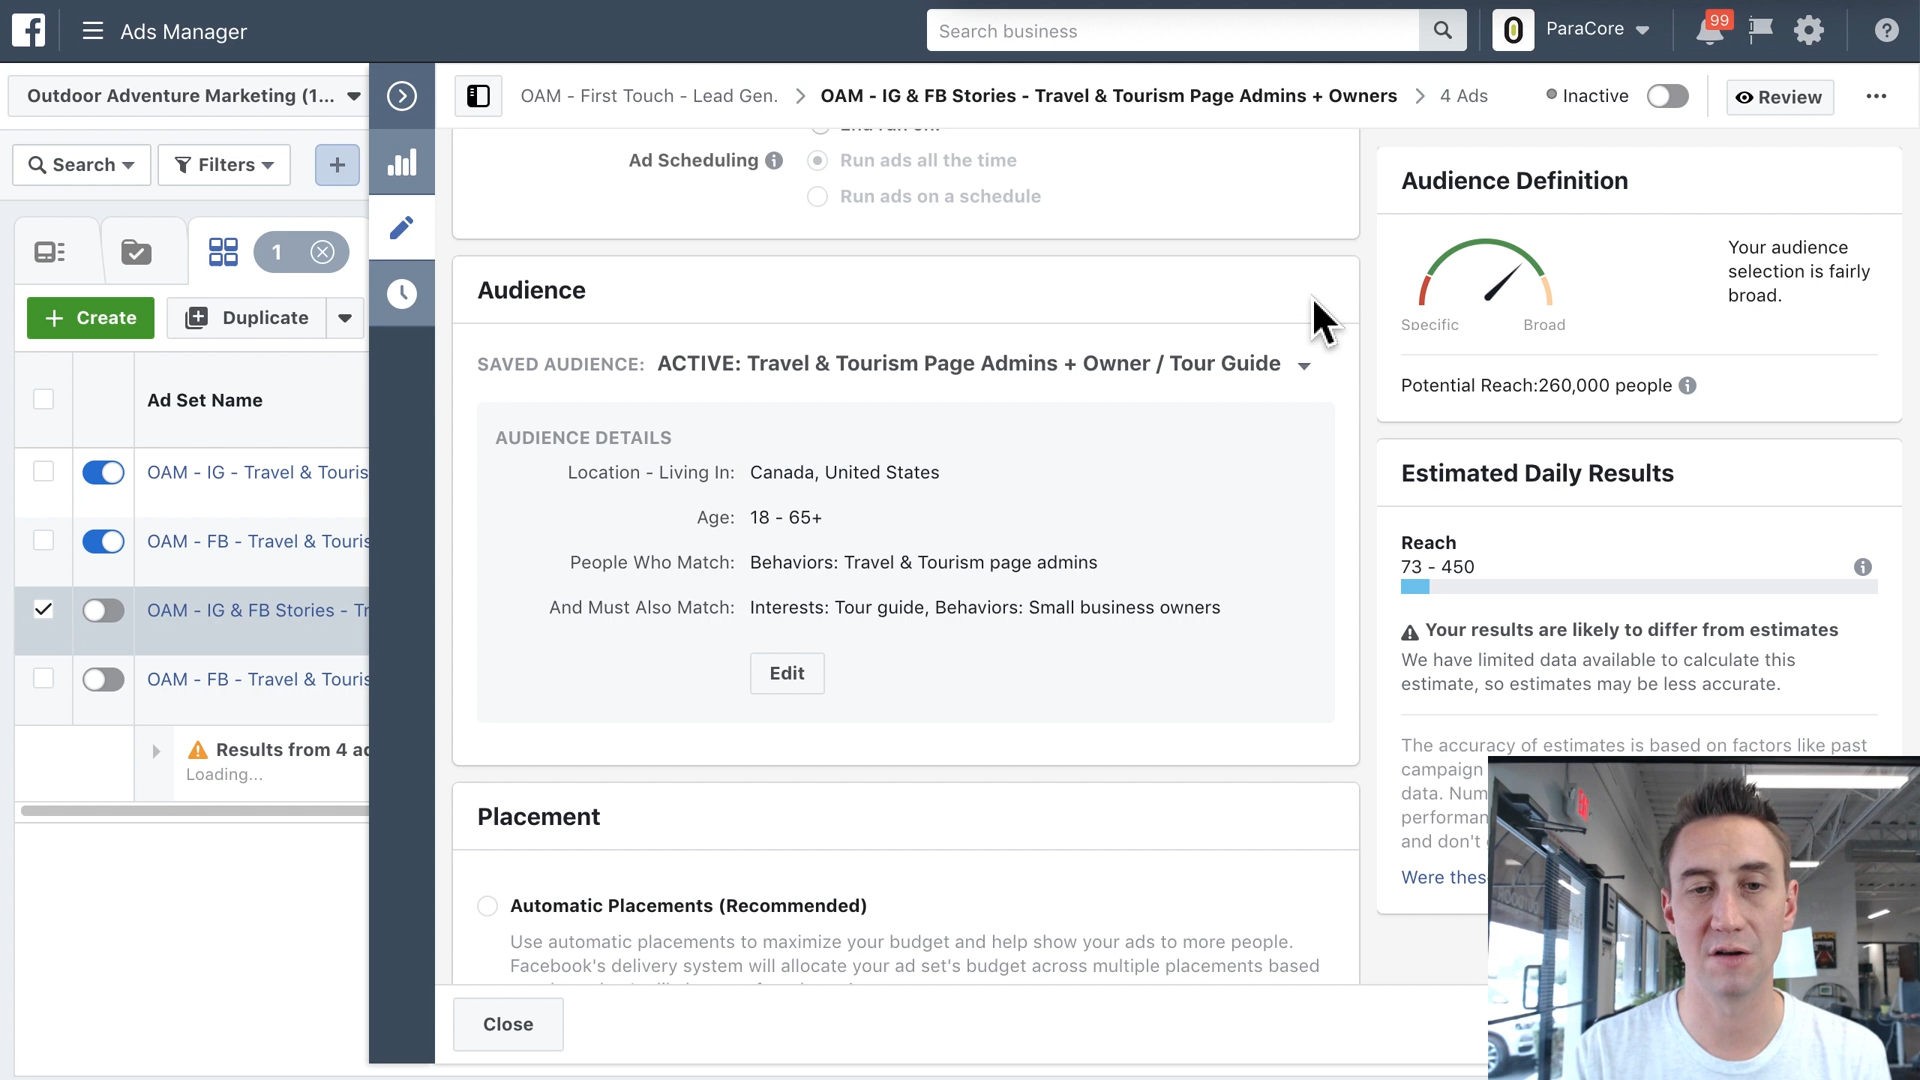 Ads Manager
Search business
ParaCore
99
Outdoor Adventure Marketing (1...
OAM - First Touch - Lead Gen.
OAM - IG & FB Stories - Travel & Tourism Page Admins + Owners
4 Ads
Inactive
Review
Search
Filters
1
Create
Duplicate
Ad Set Name
OAM - IG - Travel & Touris
OAM - FB - Travel & Touris
OAM - IG & FB Stories - Tr
OAM - FB - Travel & Touris
Results from 4 ad
Loading...
End run on:
Ad Scheduling
Run ads all the time
Run ads on a schedule
Audience
SAVED AUDIENCE: ACTIVE: Travel & Tourism Page Admins + Owner / Tour Guide
AUDIENCE DETAILS
Location - Living In: Canada, United States
Age: 18 - 65+
People Who Match: Behaviors: Travel & Tourism page admins
And Must Also Match: Interests: Tour guide, Behaviors: Small business owners
Edit
Placement
Automatic Placements (Recommended)
Use automatic placements to maximize your budget and help show your ads to more people.
Facebook's delivery system will allocate your ad set's budget across multiple placements based
Close
Audience Definition
Your audience
selection is fairly
broad.
Specific
Broad
Potential Reach:260,000 people
Estimated Daily Results
Reach
73 - 450
Your results are likely to differ from estimates
We have limited data available to calculate this
estimate, so estimates may be less accurate.
The accuracy of estimates is based on factors like past
campaign
data. Num
performan
and don't
Were thes